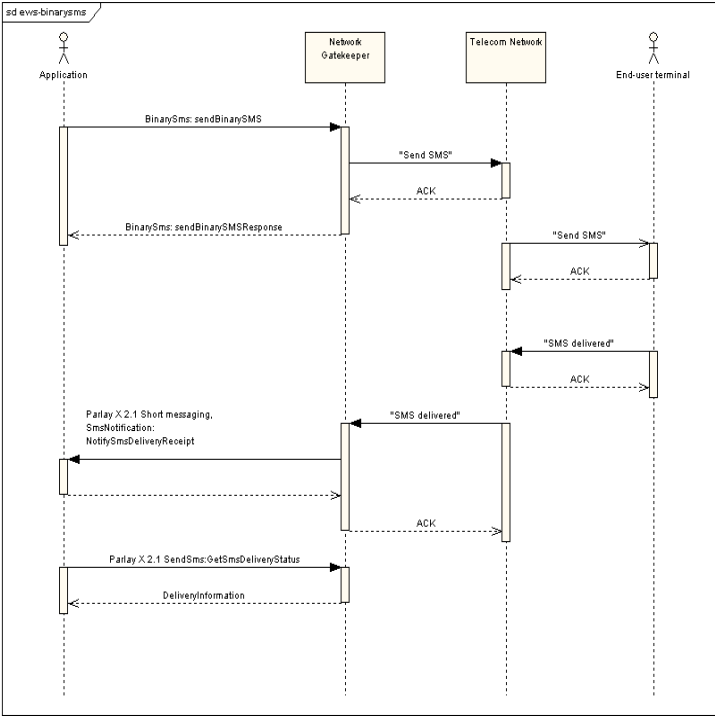 sd ews-binarysms
Application
Network
Gatekeeper
Telecom Network
End-user terminal
BinarySms: sendBinarySMS
"Send SMS"
ACK
BinarySms: sendBinarySMSResponse
"Send SMS"
ACK
"SMS delivered"
ACK
Parlay X 2.1 Short messaging,
SmsNotification:
NotifySmsDeliveryReceipt
"SMS delivered"
ACK
Parlay X 2.1 SendSms:GetSmsDeliveryStatus
DeliveryInformation